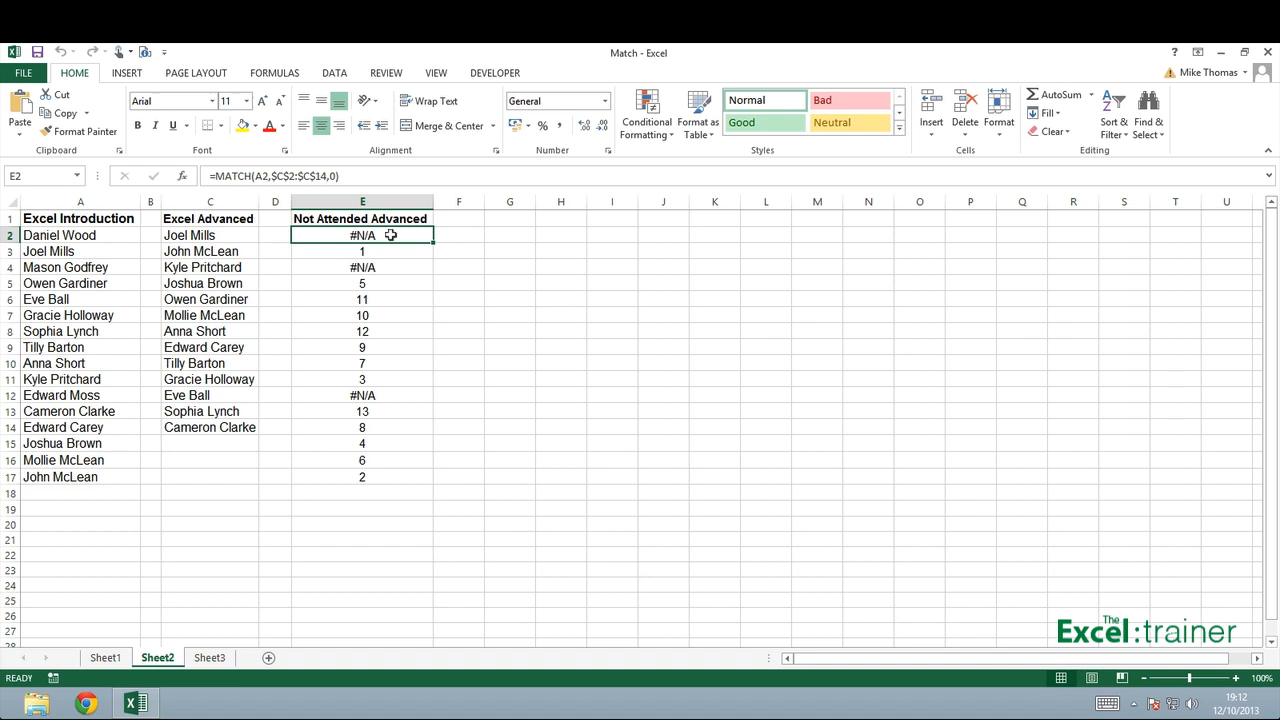 Match - Excel
?
FILE HOME INSERT PAGE LAYOUT FORMULAS DATA REVIEW VIEW DEVELOPER Mike Thomas
Paste Cut Copy Format Painter Clipboard
Arial 11 B I U A A A Font
Wrap Text Merge & Center Alignment
General % , Number
Conditional Formatting Format as Table Normal Bad Good Neutral Styles
Insert Delete Format Cells
AutoSum Fill Clear Sort & Filter Find & Select Editing
E2 fx =MATCH(A2,$C$2:$C$14,0)
A B C D E F G H I J K L M N O P Q R S T U
1 Excel Introduction Excel Advanced Not Attended Advanced
2 Daniel Wood Joel Mills #N/A
3 Joel Mills John McLean 1
4 Mason Godfrey Kyle Pritchard #N/A
5 Owen Gardiner Joshua Brown 5
6 Eve Ball Owen Gardiner 11
7 Gracie Holloway Mollie McLean 10
8 Sophia Lynch Anna Short 12
9 Tilly Barton Edward Carey 9
10 Anna Short Tilly Barton 7
11 Kyle Pritchard Gracie Holloway 3
12 Edward Moss Eve Ball #N/A
13 Cameron Clarke Sophia Lynch 13
14 Edward Carey Cameron Clarke 8
15 Joshua Brown 4
16 Mollie McLean 6
17 John McLean 2
18
19
20
21
22
23
24
25
26
27
28
The Excel:trainer
Sheet1 Sheet2 Sheet3
READY 100%
19:12
12/10/2013